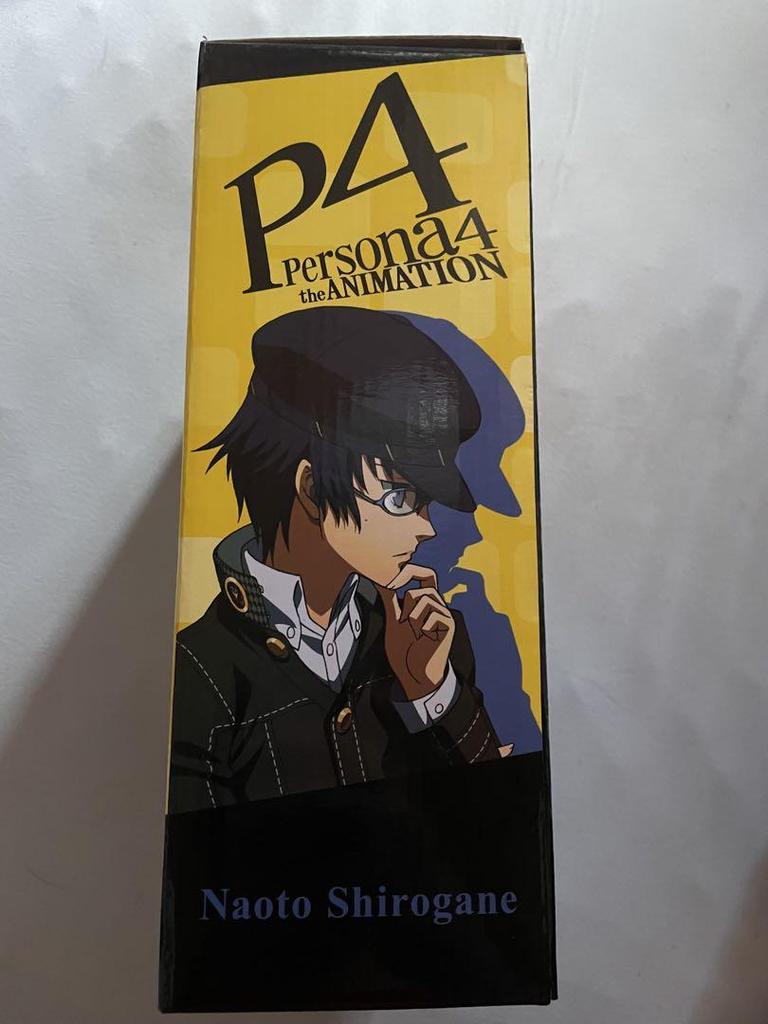 P4
Persona4
the ANIMATION
Naoto Shirogane